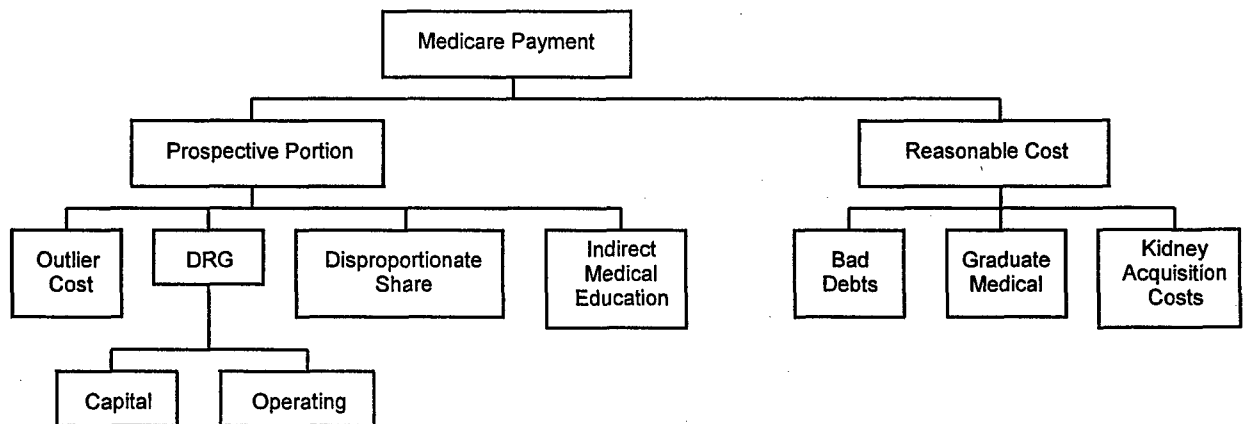 Medicare Payment
Prospective Portion
Reasonable Cost
Outlier
Cost
DRG
Disproportionate
Share
Indirect
Medical
Education
Bad
Debts
Graduate
Medical
Kidney
Acquisition
Costs
Capital
Operating